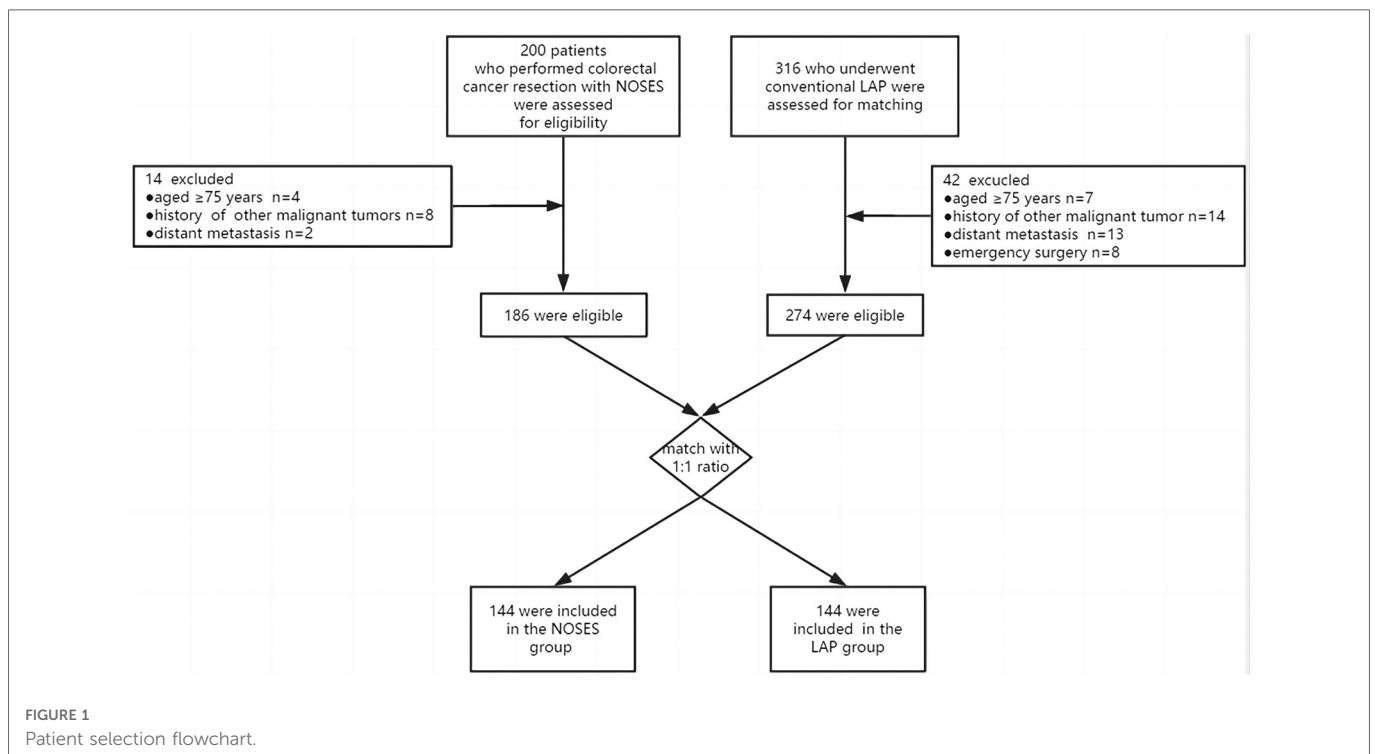 200 patients
who performed colorectal
cancer resection with NOSES
were assessed
for eligibility
316 who underwent
conventional LAP were
assessed for matching
14 excluded
●aged ≥75 years n=4
●history of other malignant tumors n=8
●distant metastasis n=2
42 excucled
●aged ≥75 years n=7
●history of other malignant tumor n=14
●distant metastasis n=13
●emergency surgery n=8
186 were eligible
274 were eligible
match with
1:1 ratio
144 were included
in the NOSES
group
144 were
included in the
LAP group
FIGURE 1
Patient selection flowchart.